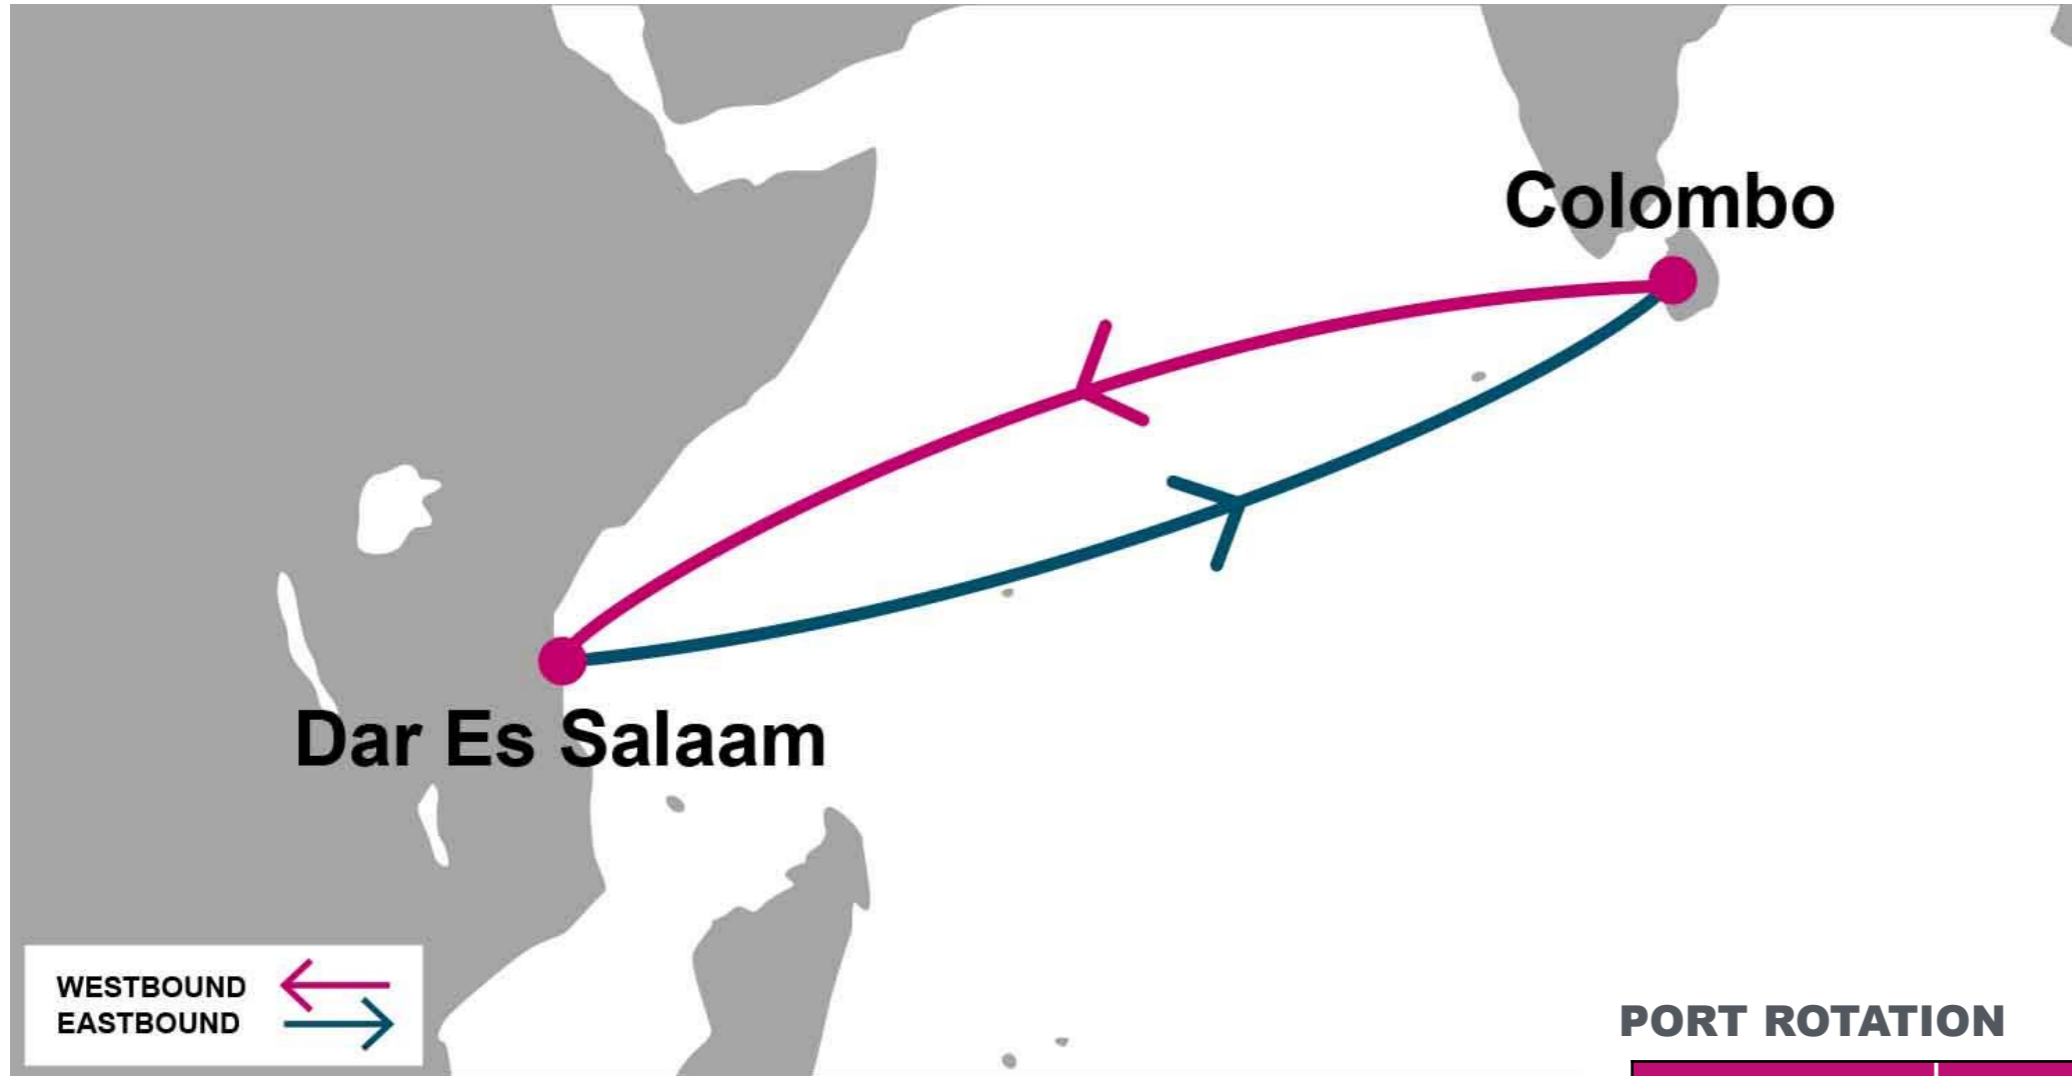 Colombo
Dar Es Salaam
WESTBOUND
EASTBOUND
PORT ROTATION